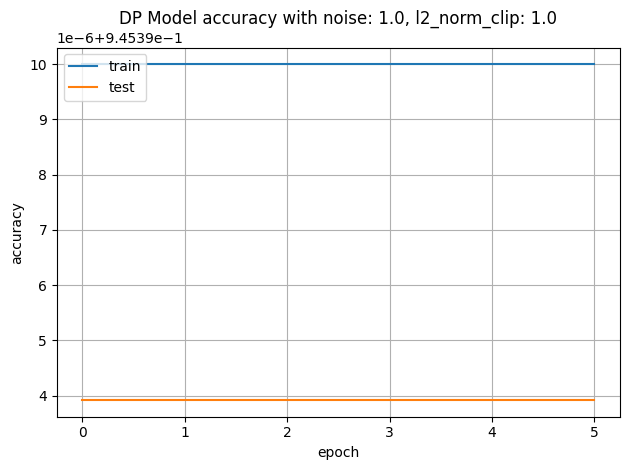 DP Model accuracy with noise: 1.0, l2_norm_clip: 1.0
1e−6+9.4539e−1
train
test
10
9
8
7
6
5
4
accuracy
0
1
2
3
4
5
epoch